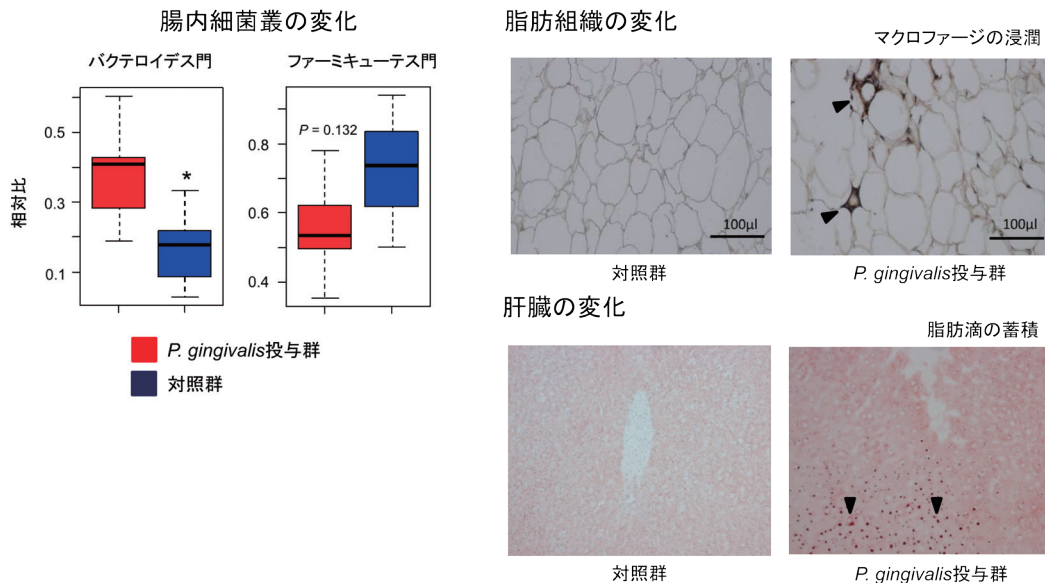 腸内細菌叢の変化
バクテロイデス門
ファーミキューテス門
相対比
0.5
0.3
0.1
*
P = 0.132
0.8
0.6
0.4
P. gingivalis投与群
対照群
脂肪組織の変化
マクロファージの浸潤
100μl
100μl
対照群
P. gingivalis投与群
肝臓の変化
脂肪滴の蓄積
対照群
P. gingivalis投与群